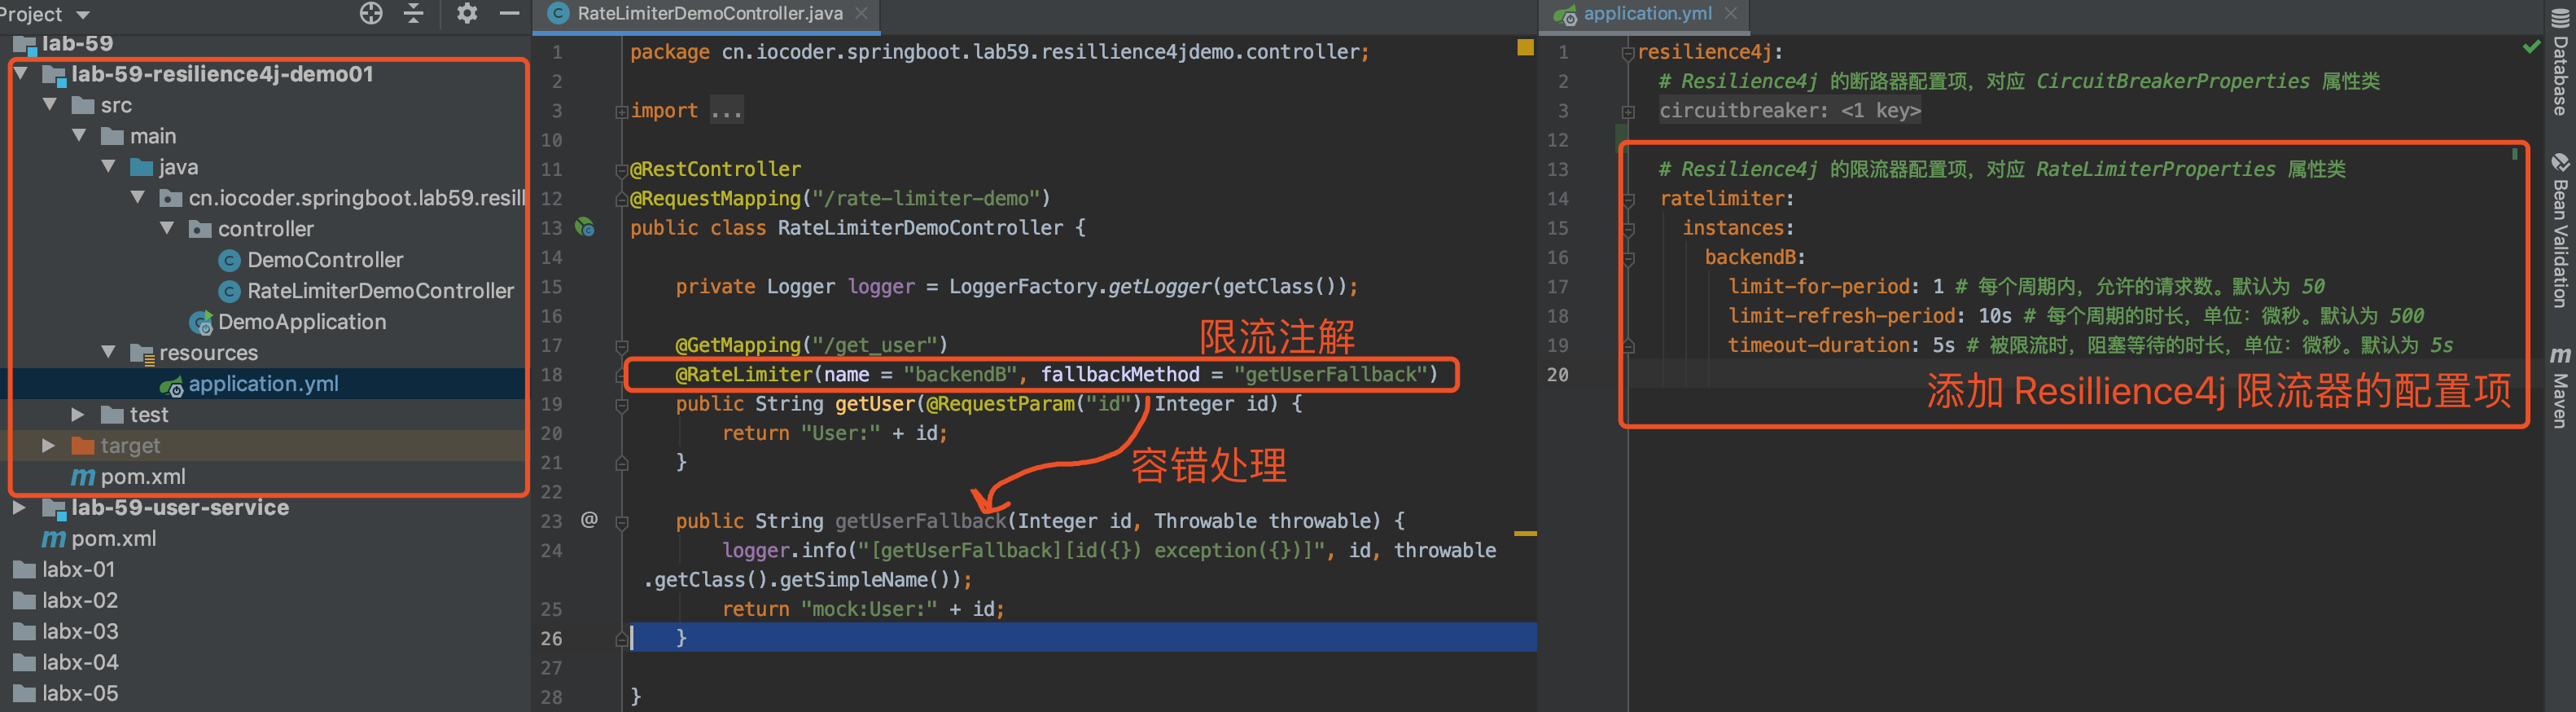 Project
lab-59
lab-59-resilience4j-demo01
src
main
java
cn.iocoder.springboot.lab59.resill
controller
DemoController
RateLimiterDemoController
DemoApplication
resources
application.yml
test
target
pom.xml
lab-59-user-service
pom.xml
labx-01
labx-02
labx-03
labx-04
labx-05
RateLimiterDemoController.java
1 package cn.iocoder.springboot.lab59.resillience4jdemo.controller;
2
3 import ...
10
11 @RestController
12 @RequestMapping("/rate-limiter-demo")
13 public class RateLimiterDemoController {
14
15 private Logger logger = LoggerFactory.getLogger(getClass());
16
限流注解
17 @GetMapping("/get_user")
18 @RateLimiter(name = "backendB", fallbackMethod = "getUserFallback")
19 public String getUser(@RequestParam("id") Integer id) {
20 return "User:" + id;
21 }
容错处理
22
23 public String getUserFallback(Integer id, Throwable throwable) {
24 logger.info("[getUserFallback][id({}) exception({})]", id, throwable
.getClass().getSimpleName());
25 return "mock:User:" + id;
26 }
27
28 }
application.yml
1 resilience4j:
2 # Resilience4j 的断路器配置项，对应 CircuitBreakerProperties 属性类
3 circuitbreaker: <1 key>
12
13 # Resilience4j 的限流器配置项，对应 RateLimiterProperties 属性类
14 ratelimiter:
15 instances:
16 backendB:
17 limit-for-period: 1 # 每个周期内，允许的请求数。默认为 50
18 limit-refresh-period: 10s # 每个周期的时长，单位：微秒。默认为 500
19 timeout-duration: 5s # 被限流时，阻塞等待的时长，单位：微秒。默认为 5s
20
添加 Resillience4j 限流器的配置项
Database
Bean Validation
Maven